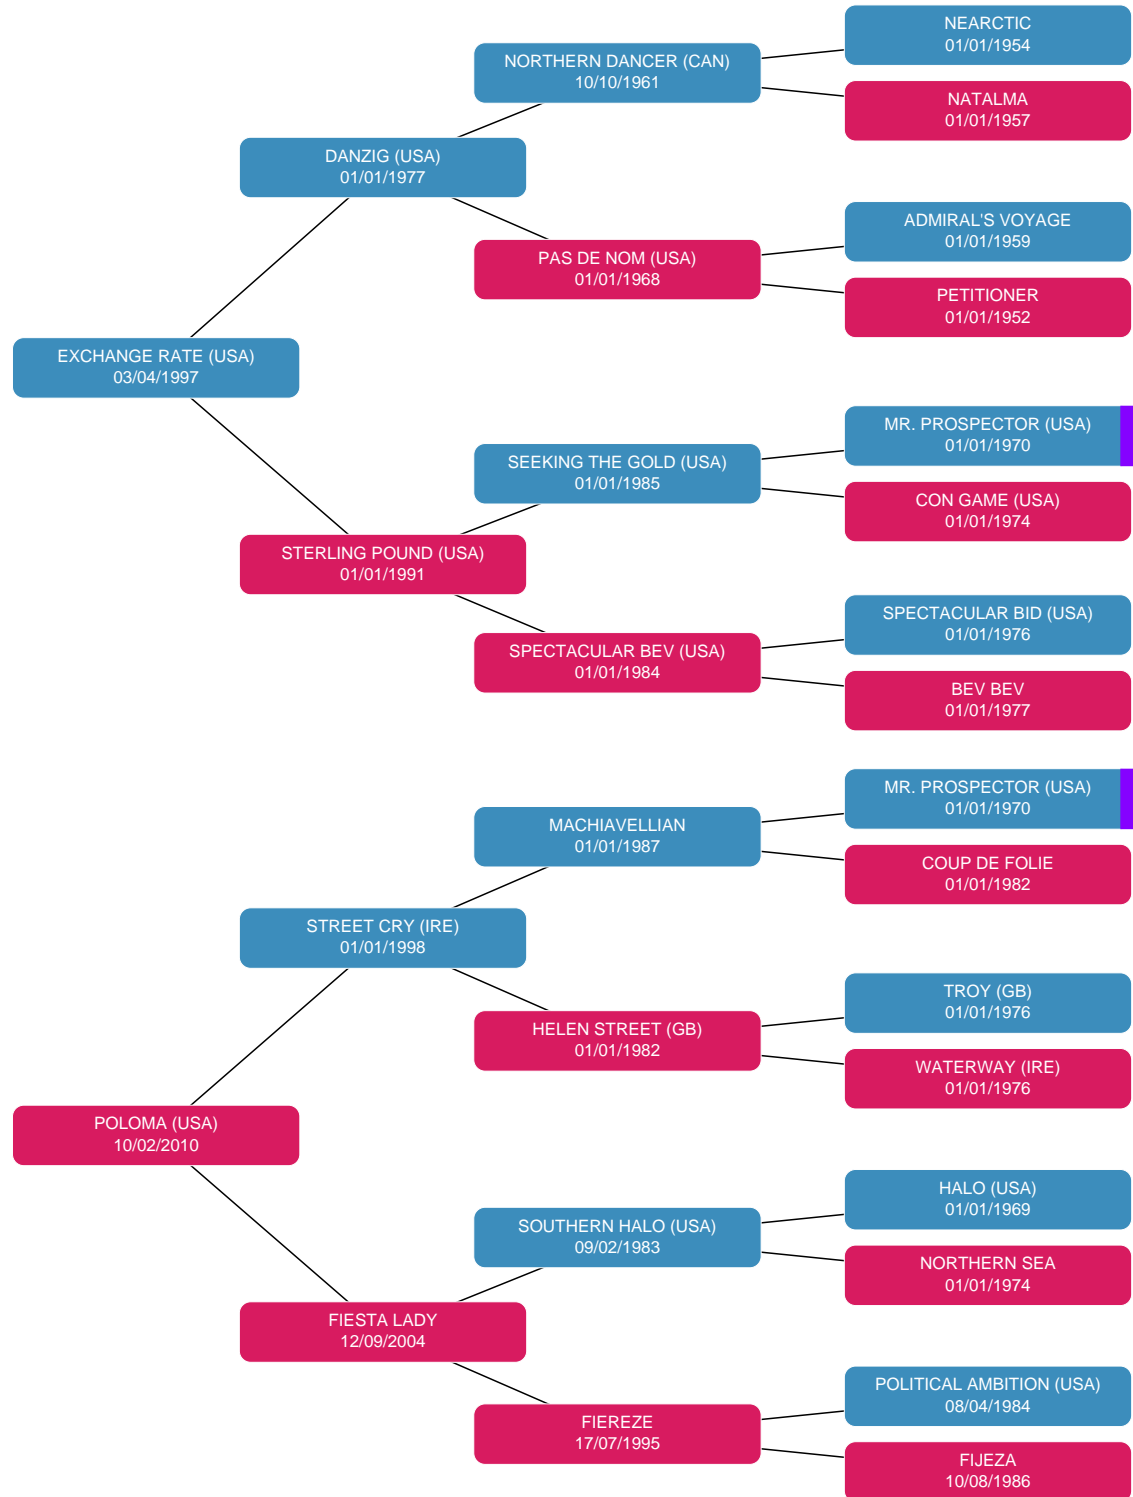 NEARCTIC
01/01/1954
NORTHERN DANCER (CAN)
10/10/1961
NATALMA
01/01/1957
DANZIG (USA)
01/01/1977
ADMIRAL'S VOYAGE
01/01/1959
PAS DE NOM (USA)
01/01/1968
PETITIONER
01/01/1952
EXCHANGE RATE (USA)
03/04/1997
MR. PROSPECTOR (USA)
01/01/1970
SEEKING THE GOLD (USA)
01/01/1985
CON GAME (USA)
01/01/1974
STERLING POUND (USA)
01/01/1991
SPECTACULAR BID (USA)
01/01/1976
SPECTACULAR BEV (USA)
01/01/1984
BEV BEV
01/01/1977
MR. PROSPECTOR (USA)
01/01/1970
MACHIAVELLIAN
01/01/1987
COUP DE FOLIE
01/01/1982
STREET CRY (IRE)
01/01/1998
TROY (GB)
01/01/1976
HELEN STREET (GB)
01/01/1982
WATERWAY (IRE)
01/01/1976
POLOMA (USA)
10/02/2010
HALO (USA)
01/01/1969
SOUTHERN HALO (USA)
09/02/1983
NORTHERN SEA
01/01/1974
FIESTA LADY
12/09/2004
POLITICAL AMBITION (USA)
08/04/1984
FIEREZE
17/07/1995
FIJEZA
10/08/1986